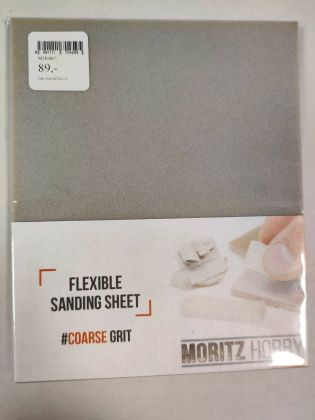 89,-
FLEXIBLE
SANDING SHEET
#COARSE GRIT
MORITZ HOBBY